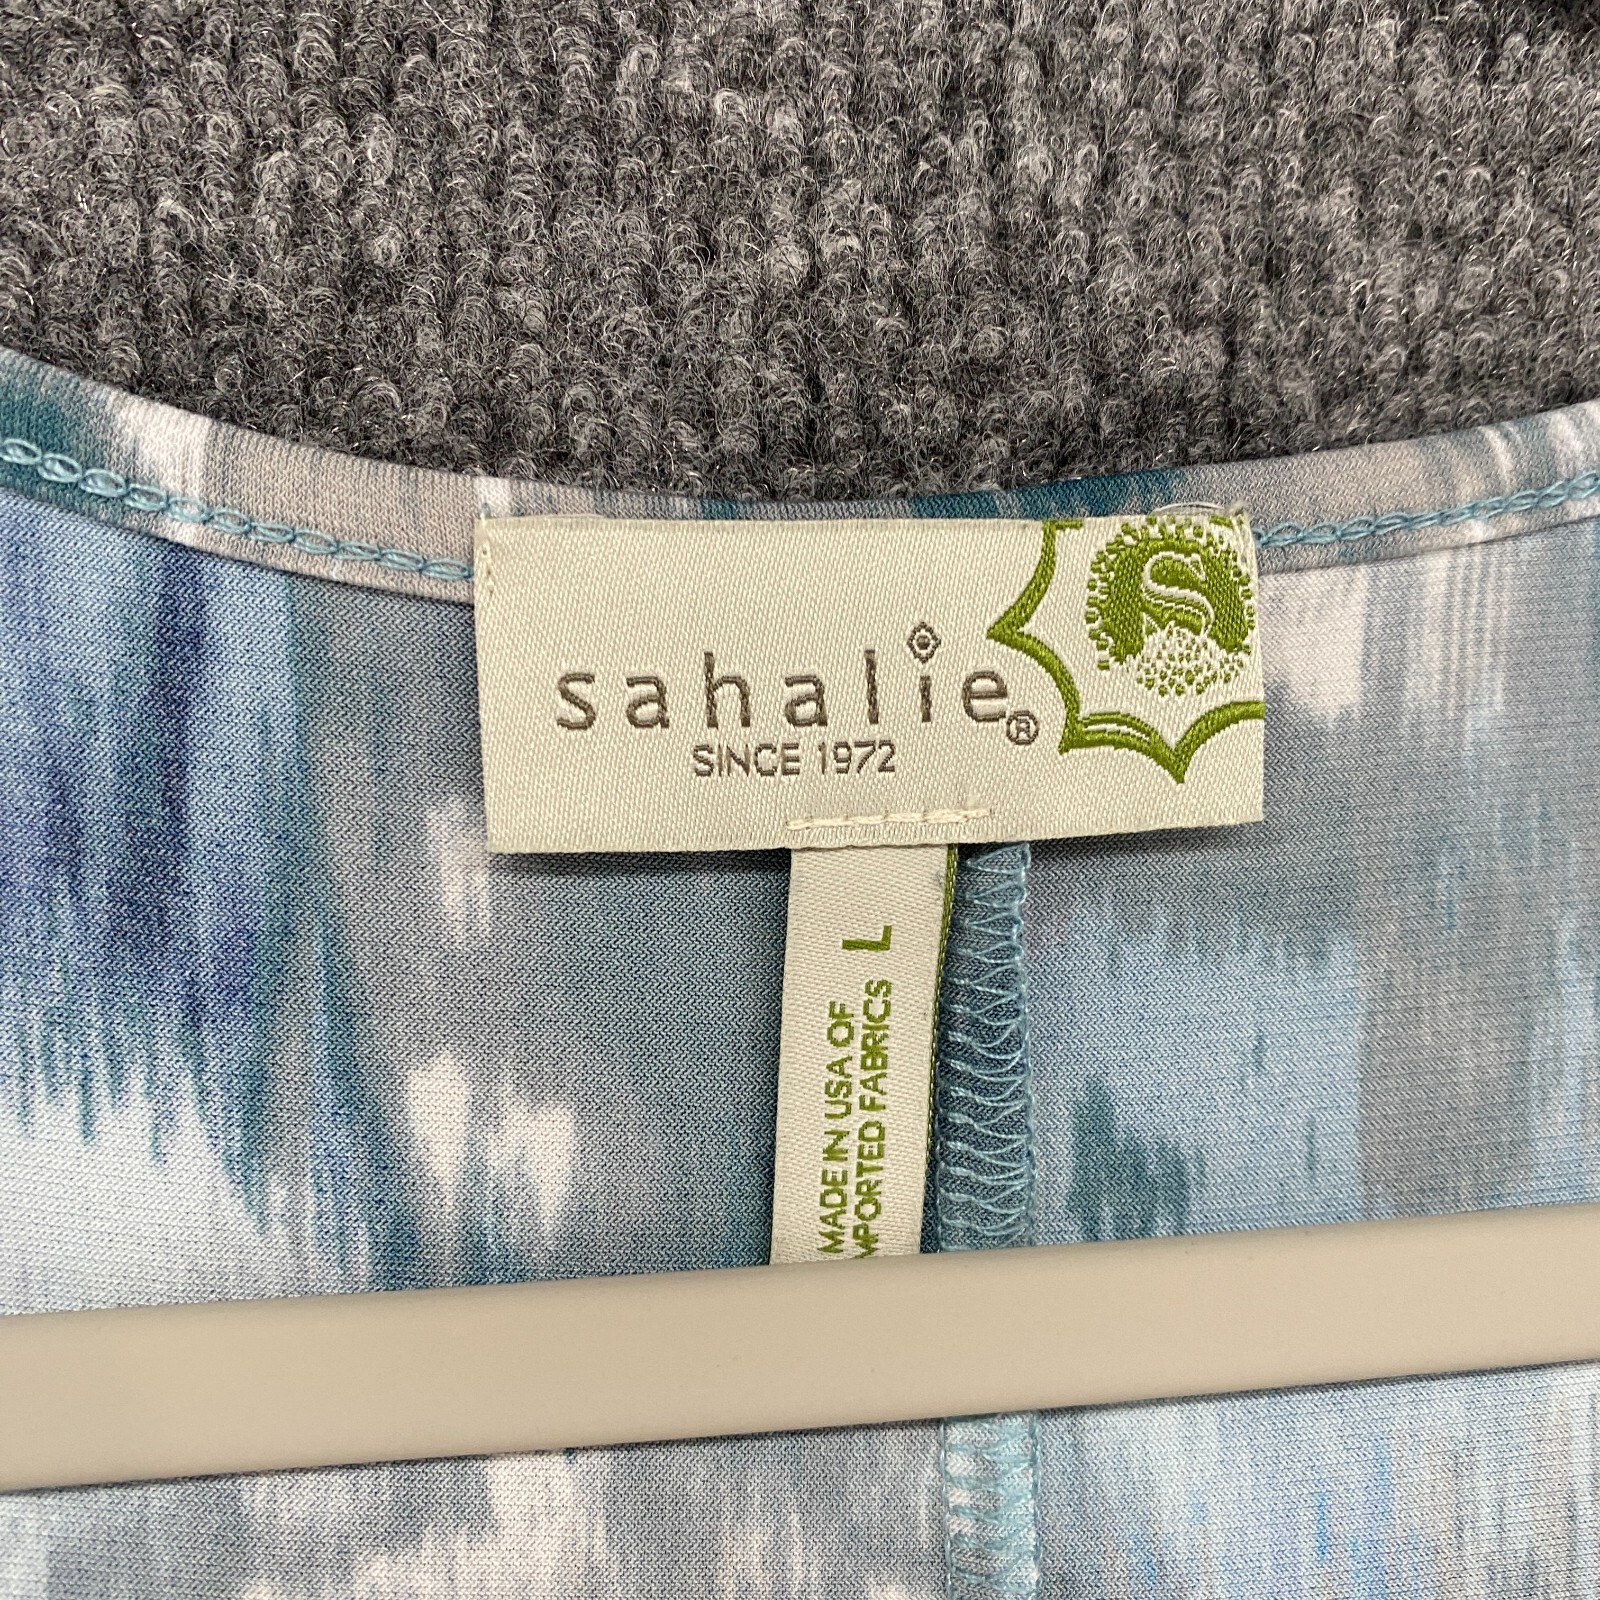 S
sahalie®
SINCE 1972
L
MADE IN USA OF
IMPORTED FABRICS